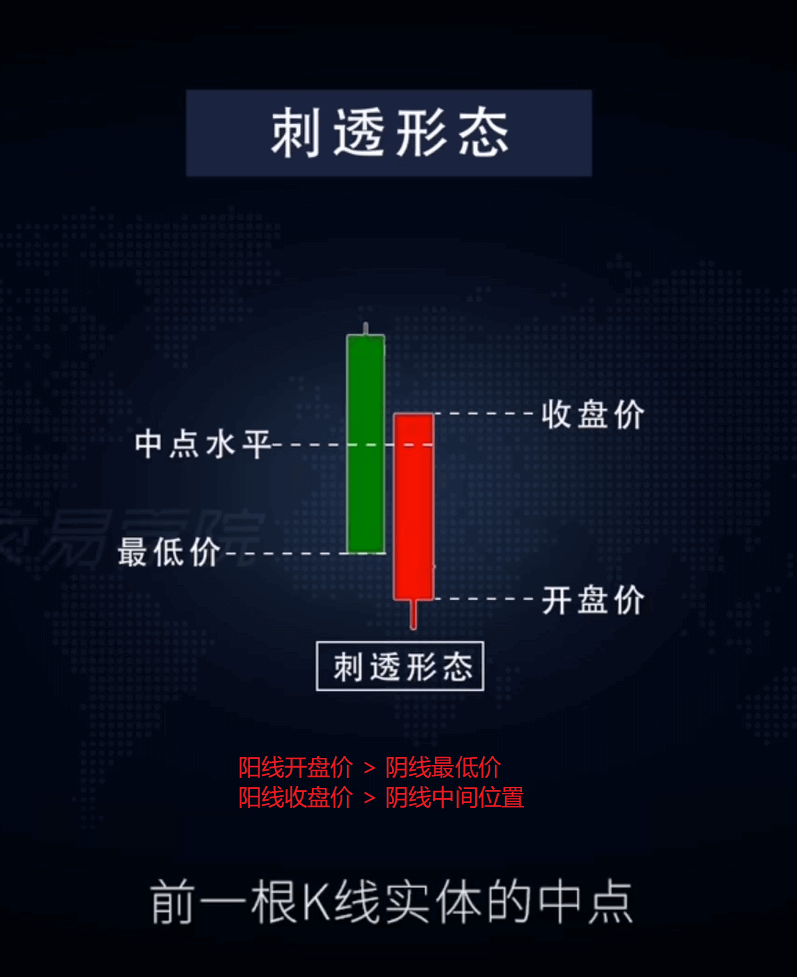 刺透形态
收盘价
中点水平
最低价
开盘价
刺透形态
阳线开盘价 > 阴线最低价
阳线收盘价 > 阴线中间位置
前一根K线实体的中点